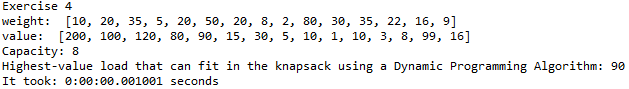 Exercise 4
weight:  [10, 20, 35, 5, 20, 50, 20, 8, 2, 80, 30, 35, 22, 16, 9]
value:  [200, 100, 120, 80, 90, 15, 30, 5, 10, 1, 10, 3, 8, 99, 16]
Capacity: 8
Highest-value load that can fit in the knapsack using a Dynamic Programming Algorithm: 90
It took: 0:00:00.001001 seconds